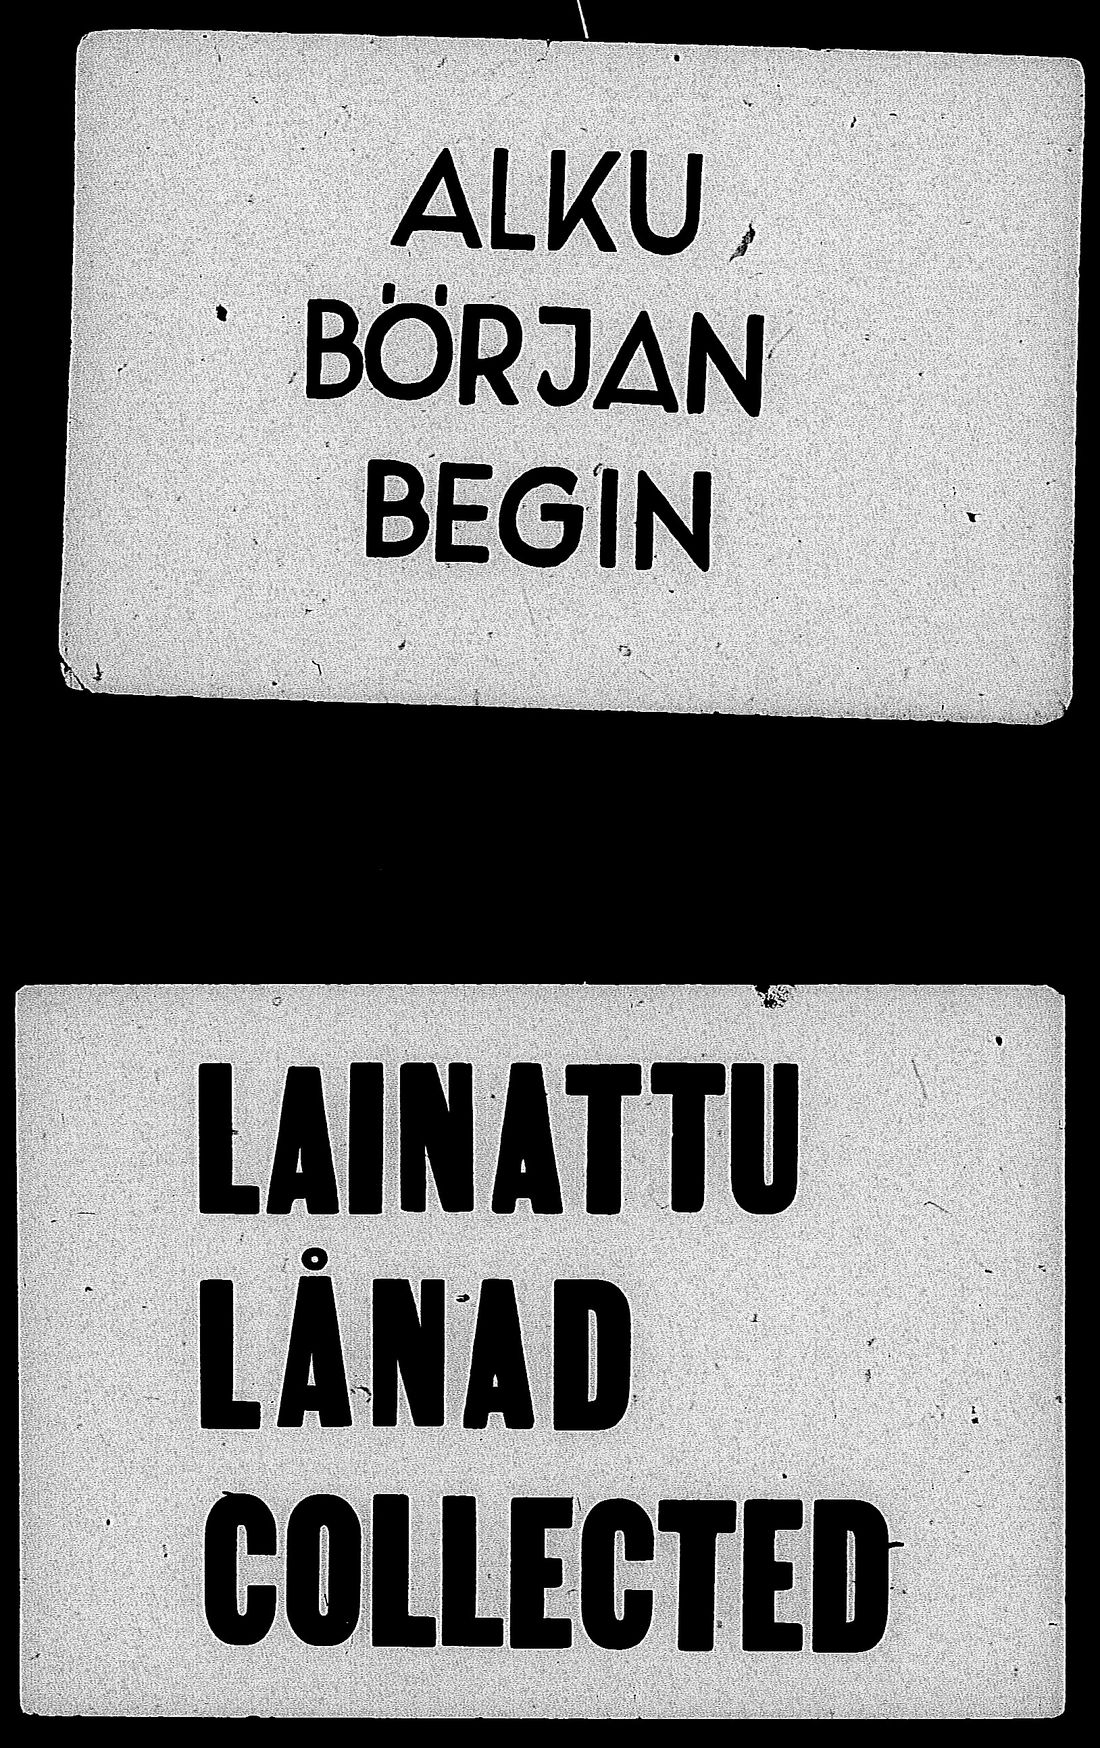 ALKU
BÖRJAN
BEGIN
LAINATTU
LÅNAD
COLLECTED